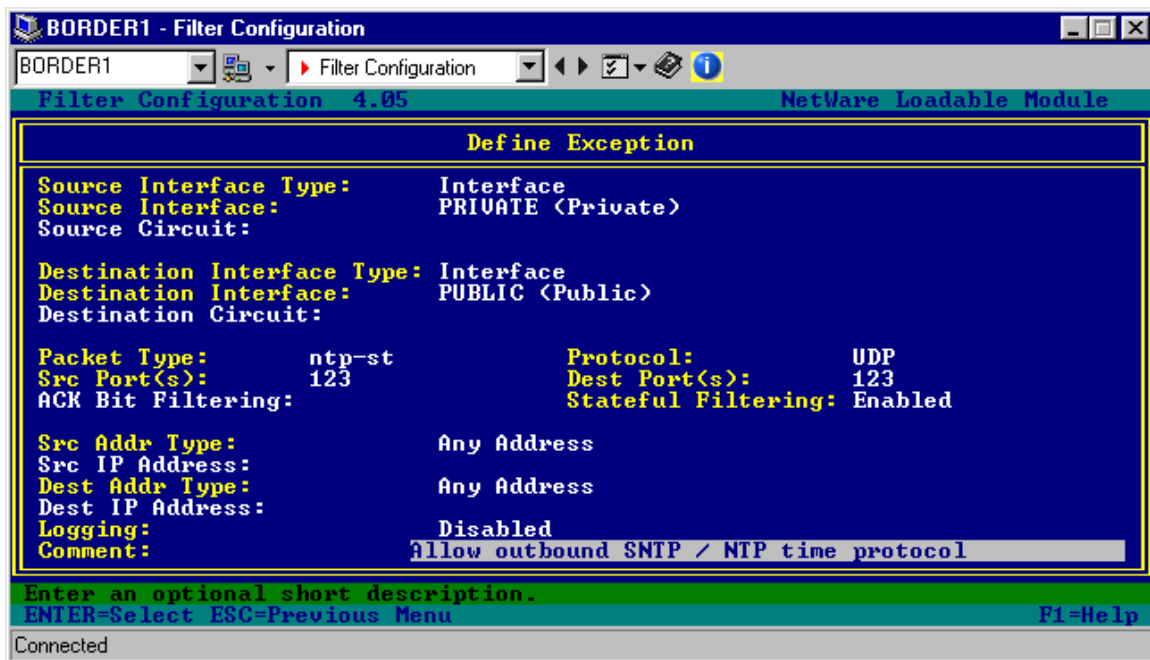 BORDER1 - Filter Configuration
BORDER1 Filter Configuration
Filter Configuration 4.05 NetWare Loadable Module
Define Exception
Source Interface Type: Interface
Source Interface: PRIVATE (Private)
Source Circuit:
Destination Interface Type: Interface
Destination Interface: PUBLIC (Public)
Destination Circuit:
Packet Type: ntp-st Protocol: UDP
Src Port(s): 123 Dest Port(s): 123
ACK Bit Filtering: Stateful Filtering: Enabled
Src Addr Type: Any Address
Src IP Address:
Dest Addr Type: Any Address
Dest IP Address:
Logging: Disabled
Comment: Allow outbound SNTP / NTP time protocol
Enter an optional short description.
ENTER=Select ESC=Previous Menu F1=Help
Connected